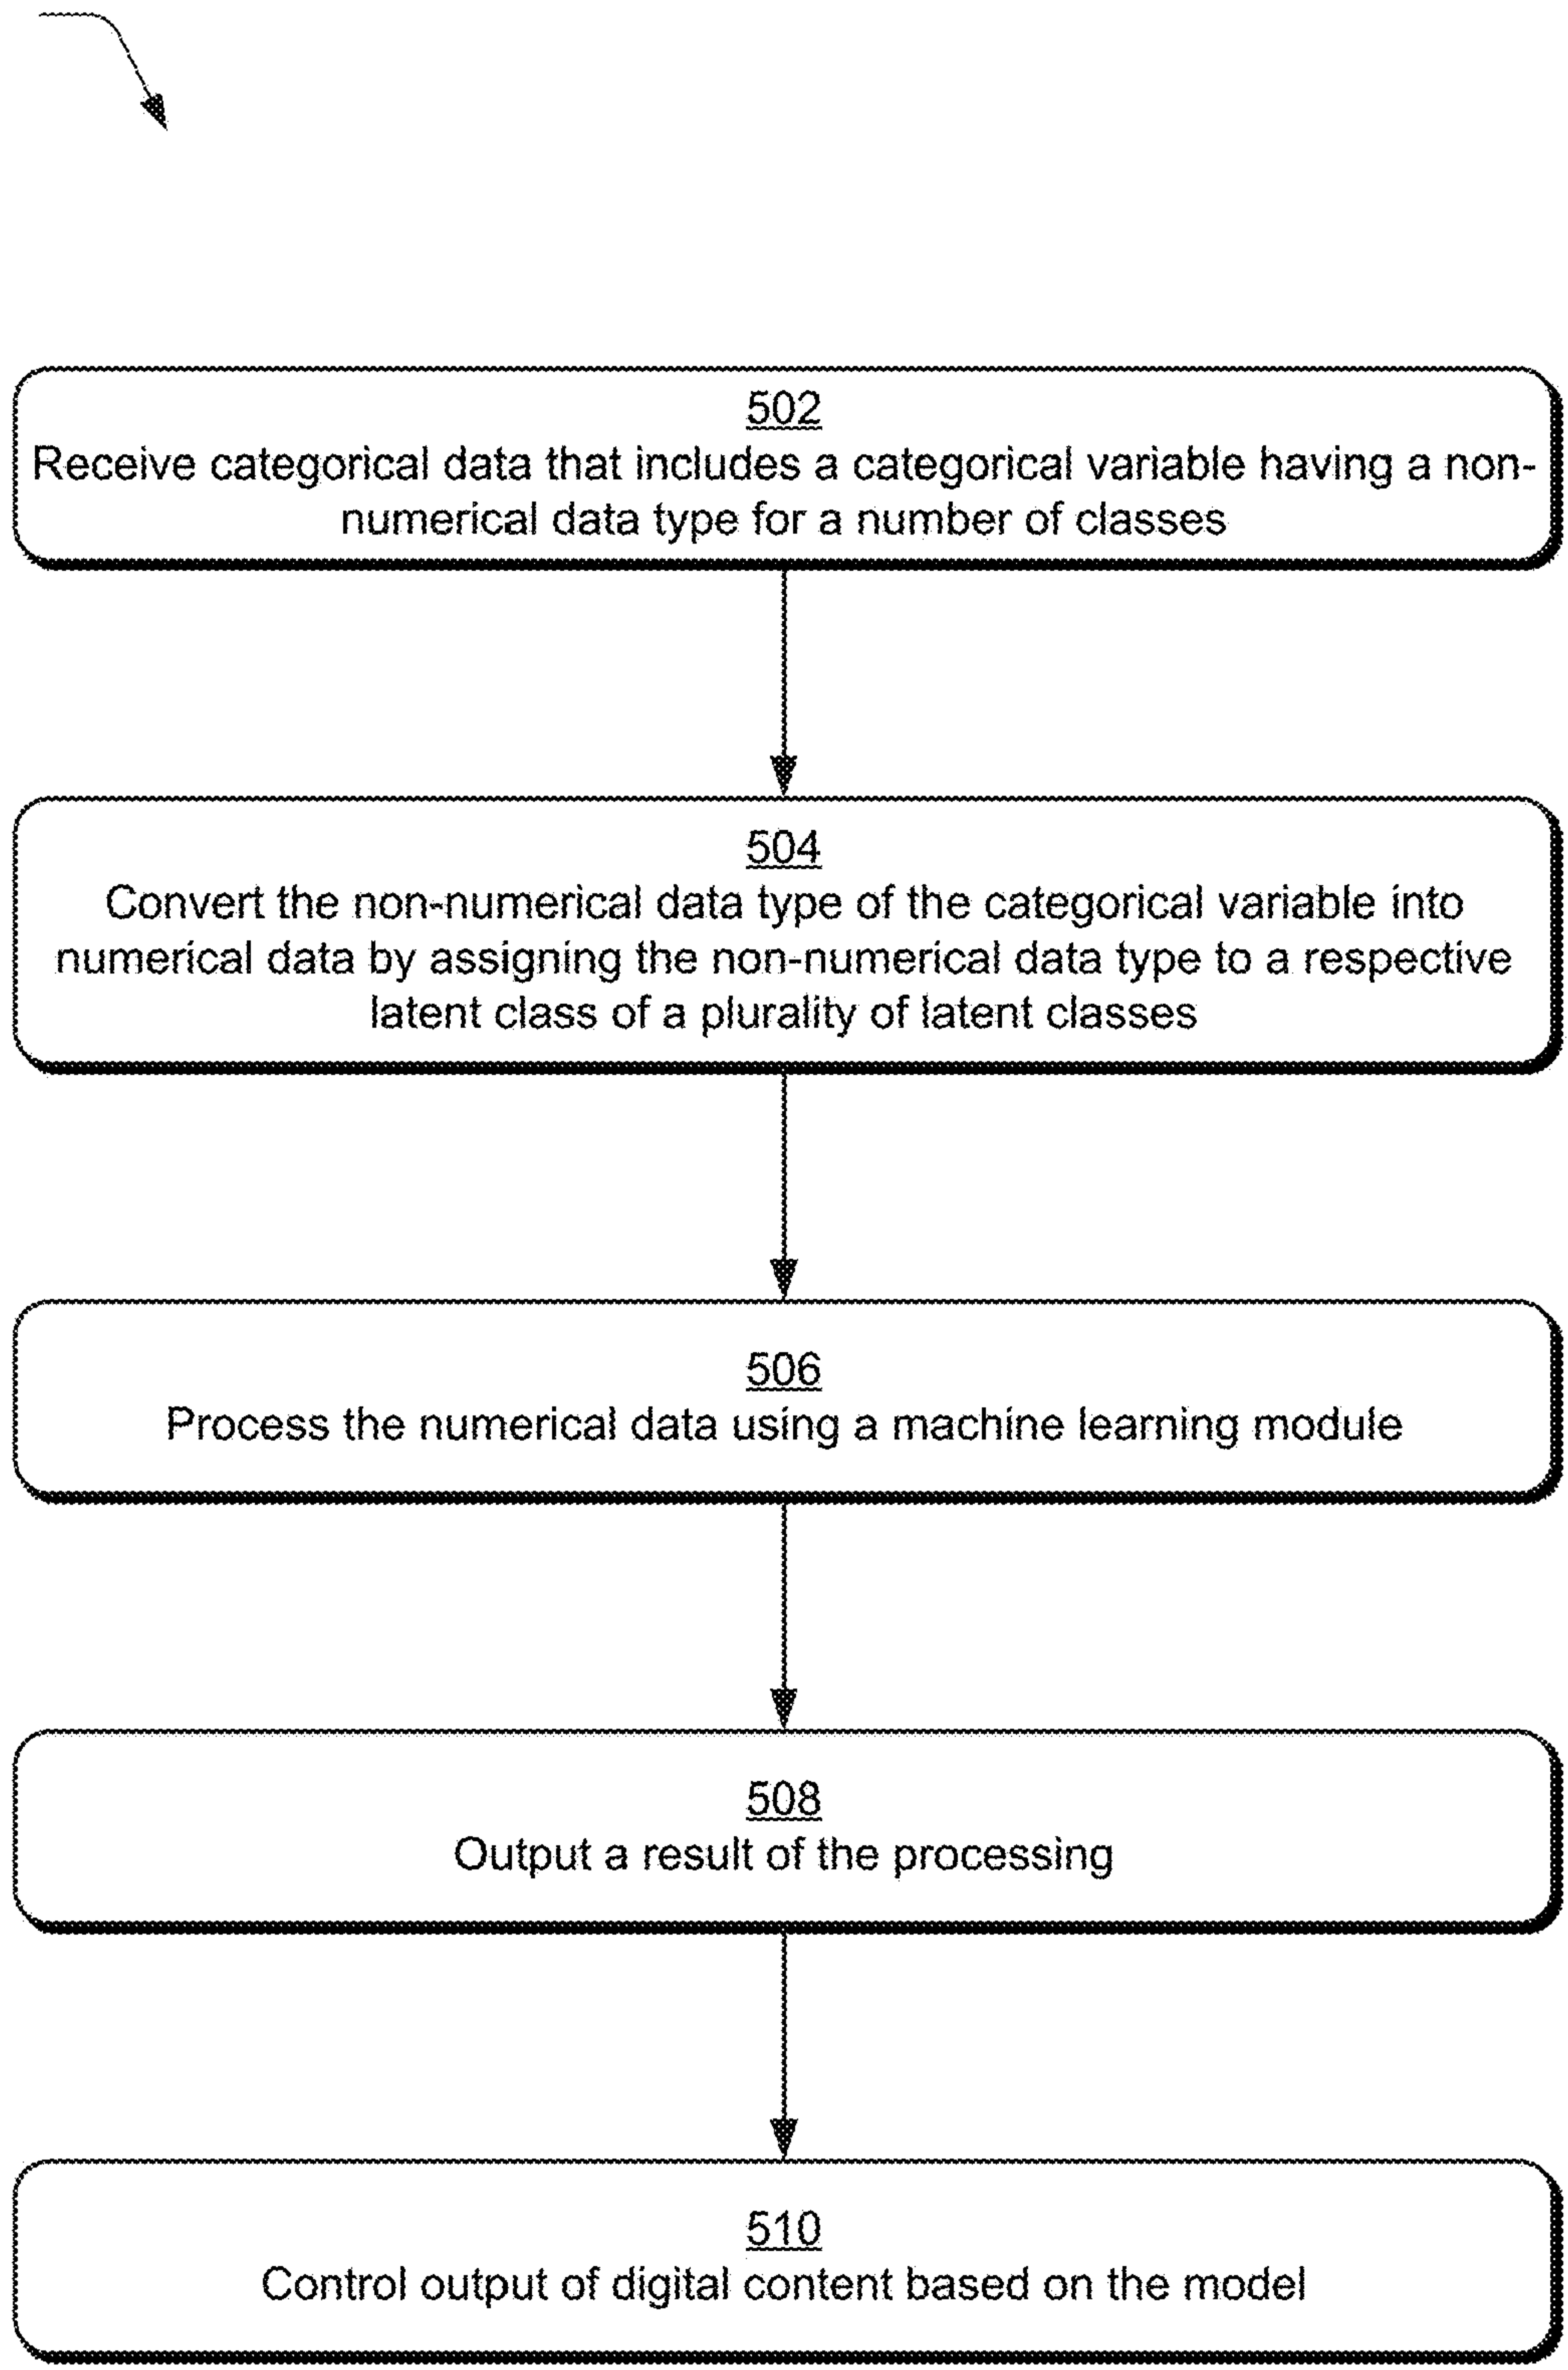 502
Receive categorical data that includes a categorical variable having a non-
numerical data type for a number of classes
504
Convert the non-numerical data type of the categorical variable into
numerical data by assigning the non-numerical data type to a respective
latent class of a plurality of latent classes
506
Process the numerical data using a machine learning module
508
Output a result of the processing
510
Control output of digital content based on the model